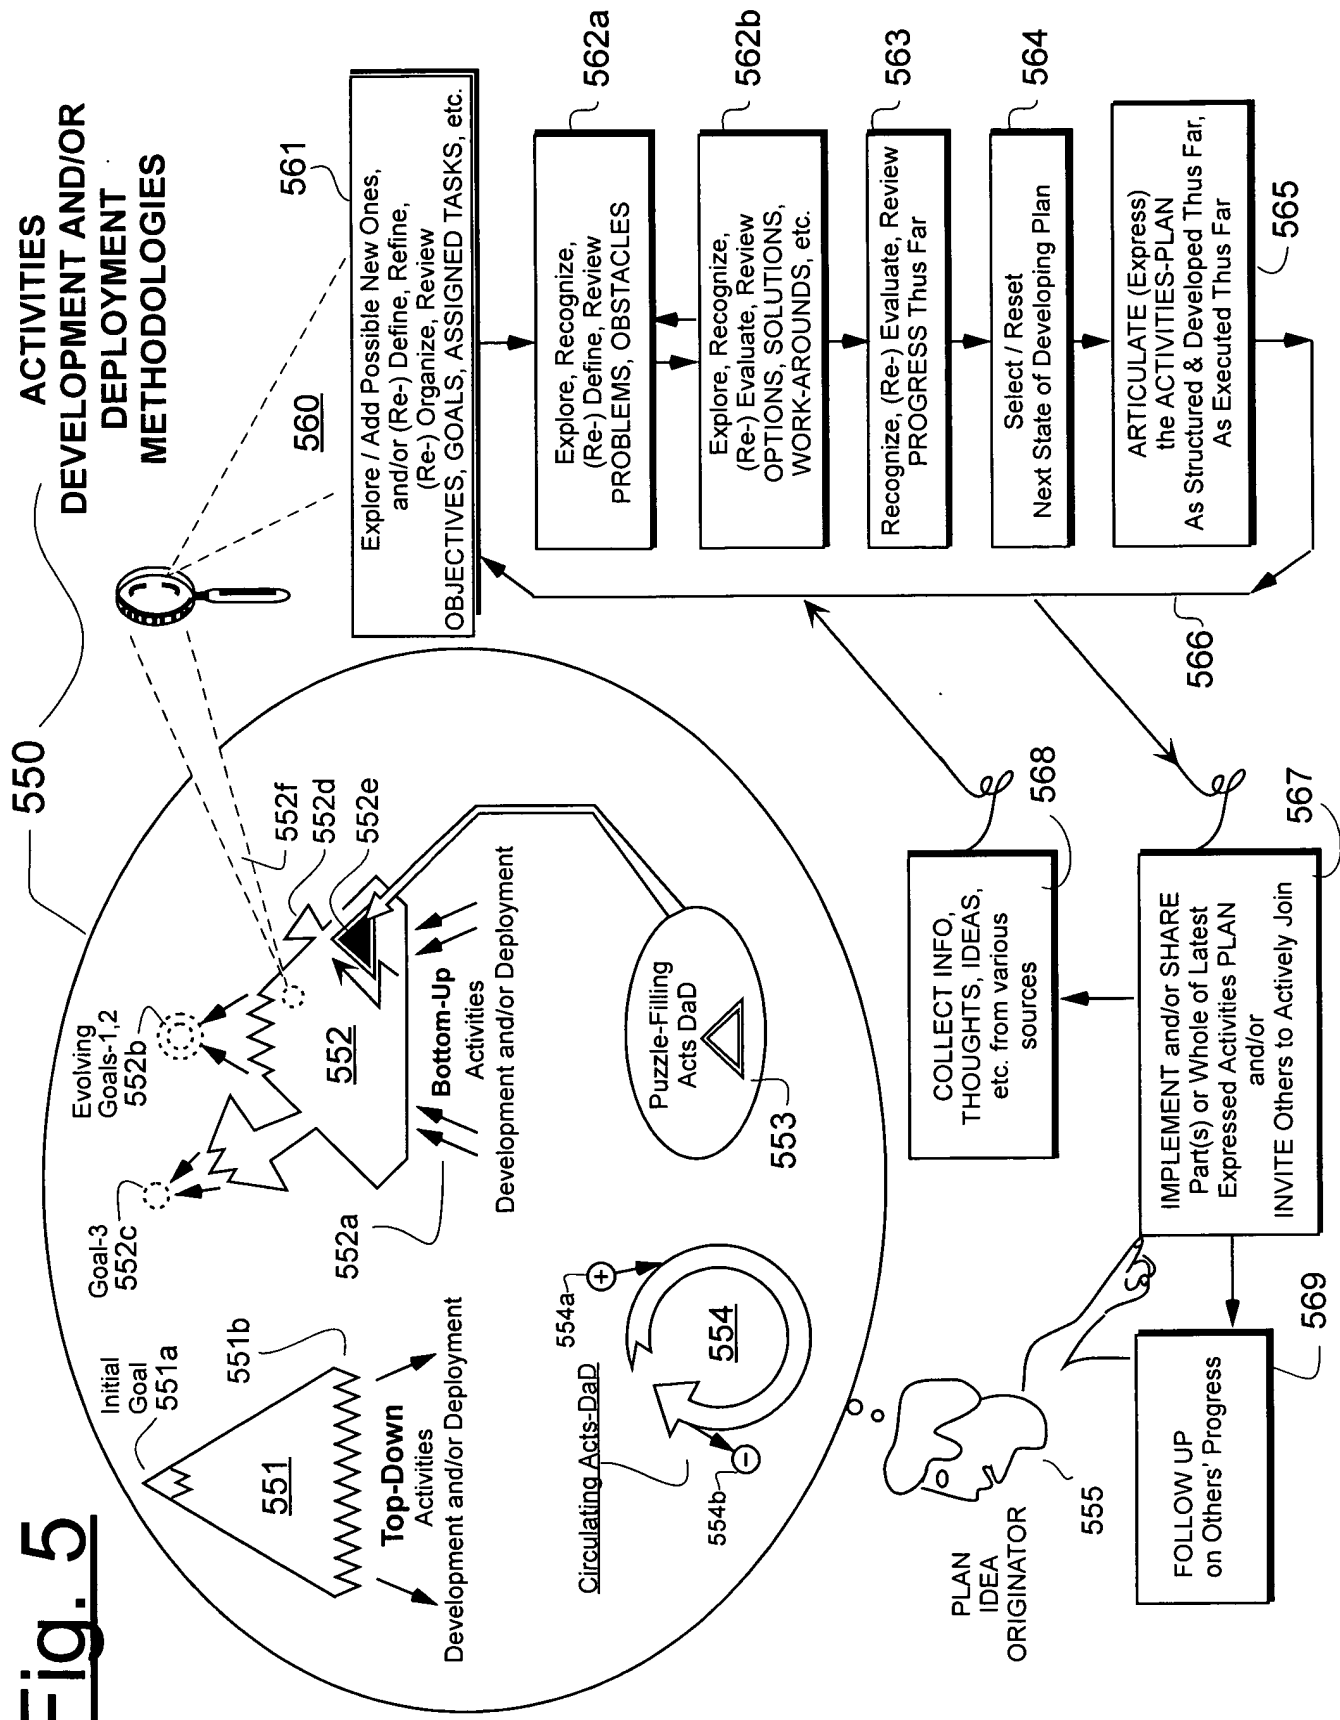 Fig. 5
550
ACTIVITIES
DEVELOPMENT AND/OR
DEPLOYMENT
METHODOLOGIES
Initial
Goal
551a
551
551b
Top-Down
Activities
Development and/or Deployment
Goal-3
552c
Evolving
Goals-1,2
552b
552f
552d
552e
552
552a
Bottom-Up
Activities
Development and/or Deployment
Circulating Acts-DaD
554a
+
554
554b
−
Puzzle-Filling
Acts DaD
553
PLAN
IDEA
ORIGINATOR
555
560
561
Explore / Add Possible New Ones,
and/or (Re-) Define, Refine,
(Re-) Organize, Review
OBJECTIVES, GOALS, ASSIGNED TASKS, etc.
562a
Explore, Recognize,
(Re-) Define, Review
PROBLEMS, OBSTACLES
562b
Explore, Recognize,
(Re-) Evaluate, Review
OPTIONS, SOLUTIONS,
WORK-AROUNDS, etc.
563
Recognize, (Re-) Evaluate, Review
PROGRESS Thus Far
564
Select / Reset
Next State of Developing Plan
ARTICULATE (Express)
the ACTIVITIES-PLAN
As Structured & Developed Thus Far,
As Executed Thus Far
565
566
COLLECT INFO,
THOUGHTS, IDEAS,
etc. from various
sources
568
IMPLEMENT and/or SHARE
Part(s) or Whole of Latest
Expressed Activities PLAN
and/or
INVITE Others to Actively Join
567
FOLLOW UP
on Others' Progress
569